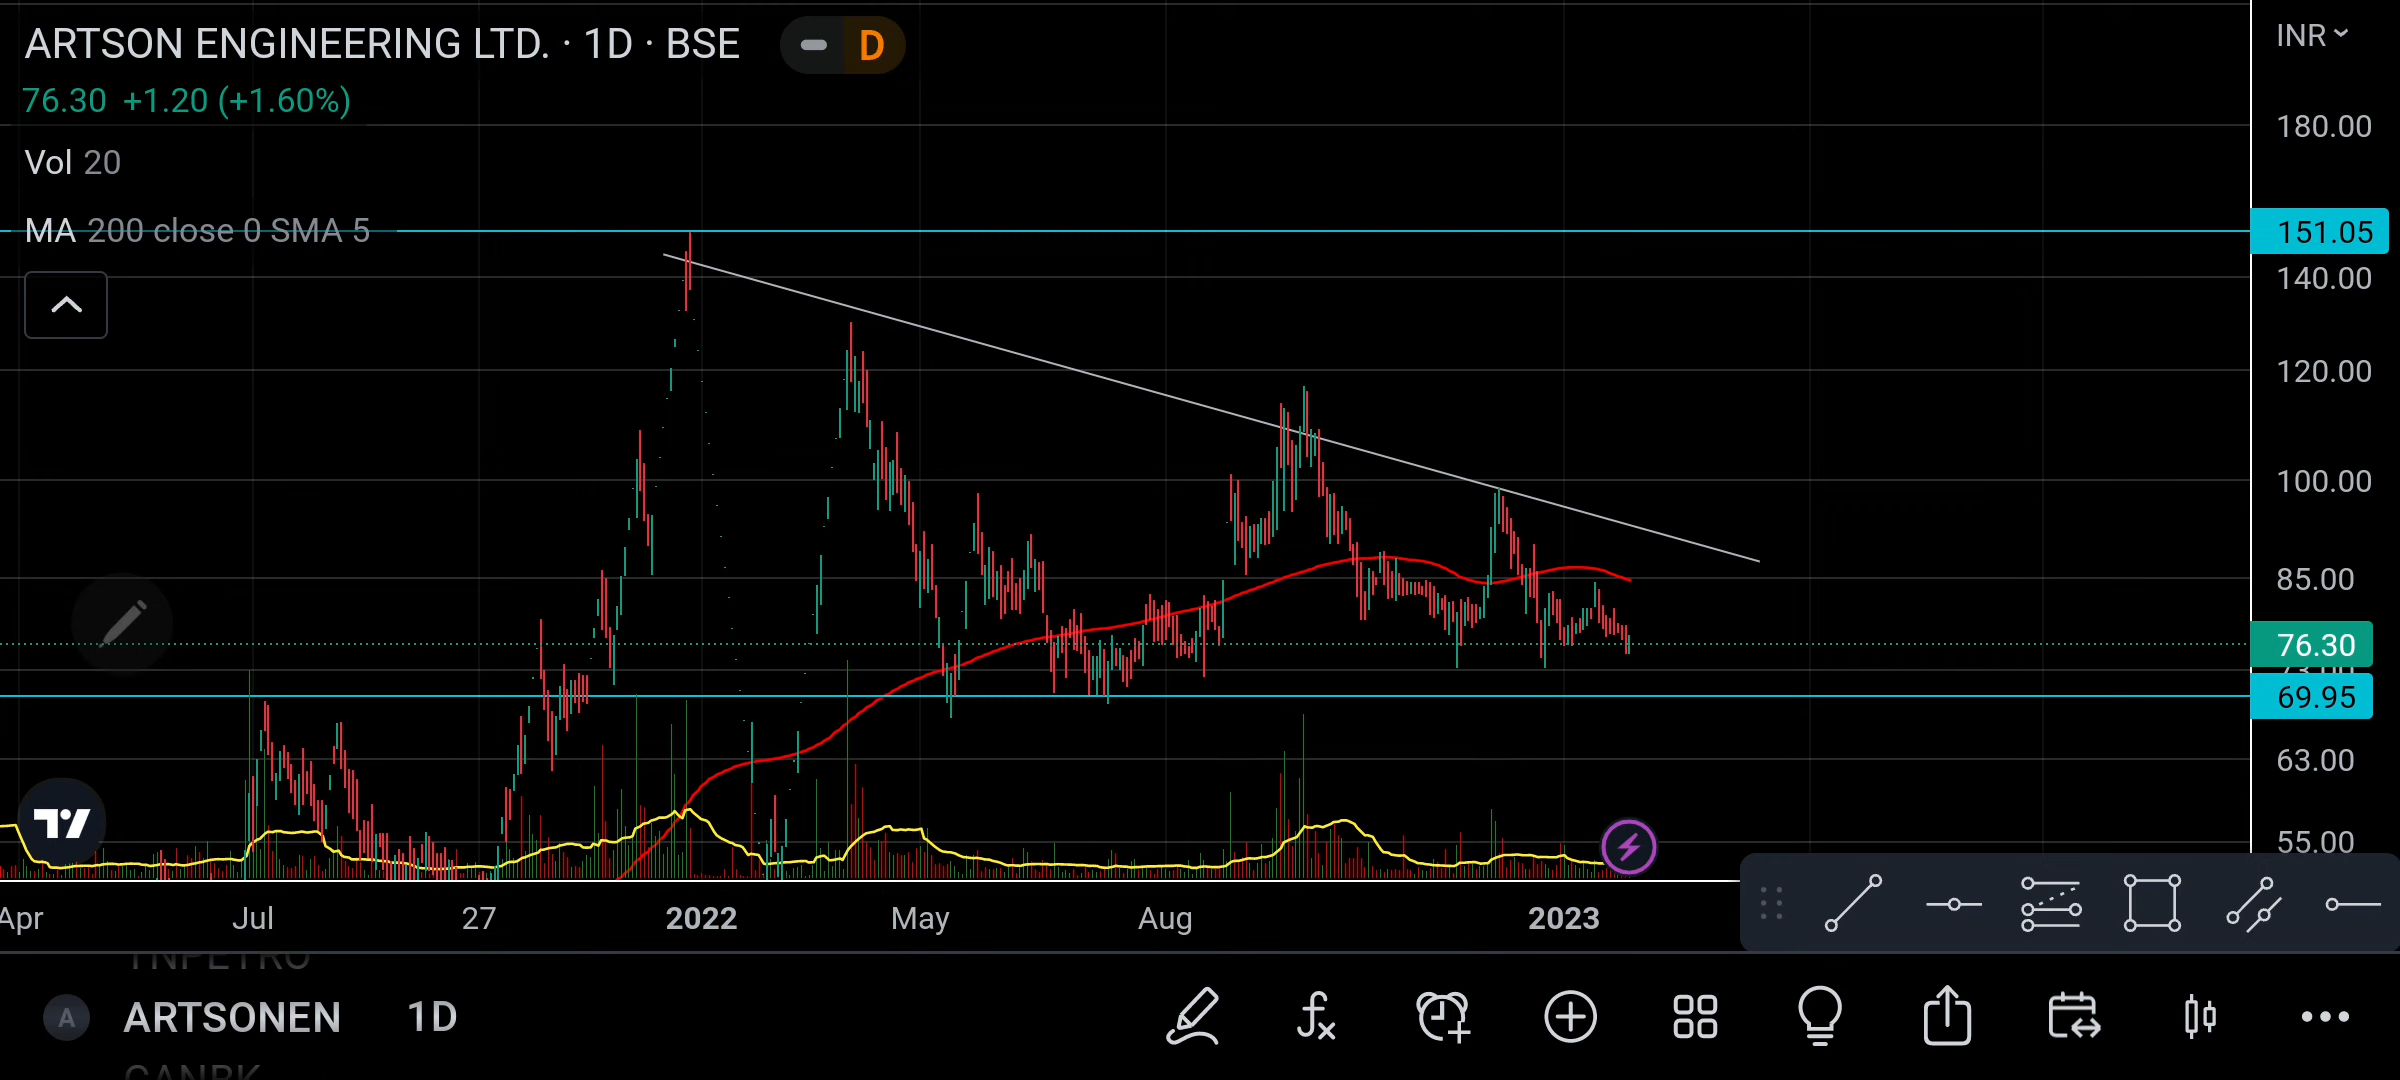 ARTSON ENGINEERING LTD. · 1D · BSE
D
INR
76.30 +1.20 (+1.60%)
180.00
Vol 20
MA 200 close 0 SMA 5
151.05
140.00
120.00
100.00
85.00
76.30
73.00
69.95
63.00
55.00
Apr
Jul
27
2022
May
Aug
2023
A
ARTSONEN 1D